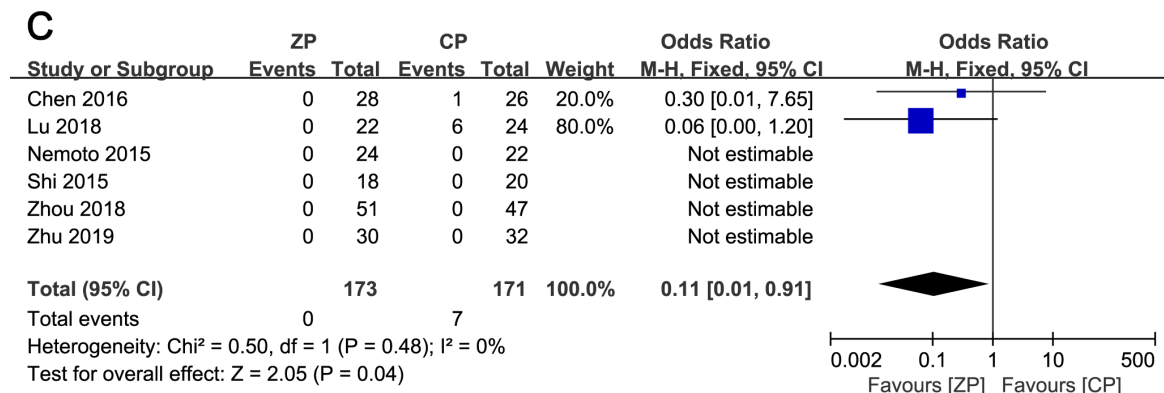 C
ZP CP Odds Ratio Odds Ratio
Study or Subgroup Events Total Events Total Weight M-H, Fixed, 95% CI M-H, Fixed, 95% CI
Chen 2016 0 28 1 26 20.0% 0.30 [0.01, 7.65]
Lu 2018 0 22 6 24 80.0% 0.06 [0.00, 1.20]
Nemoto 2015 0 24 0 22 Not estimable
Shi 2015 0 18 0 20 Not estimable
Zhou 2018 0 51 0 47 Not estimable
Zhu 2019 0 30 0 32 Not estimable
Total (95% CI) 173 171 100.0% 0.11 [0.01, 0.91]
Total events 0 7
Heterogeneity: Chi² = 0.50, df = 1 (P = 0.48); I² = 0%
Test for overall effect: Z = 2.05 (P = 0.04)
0.002 0.1 1 10 500
Favours [ZP] Favours [CP]